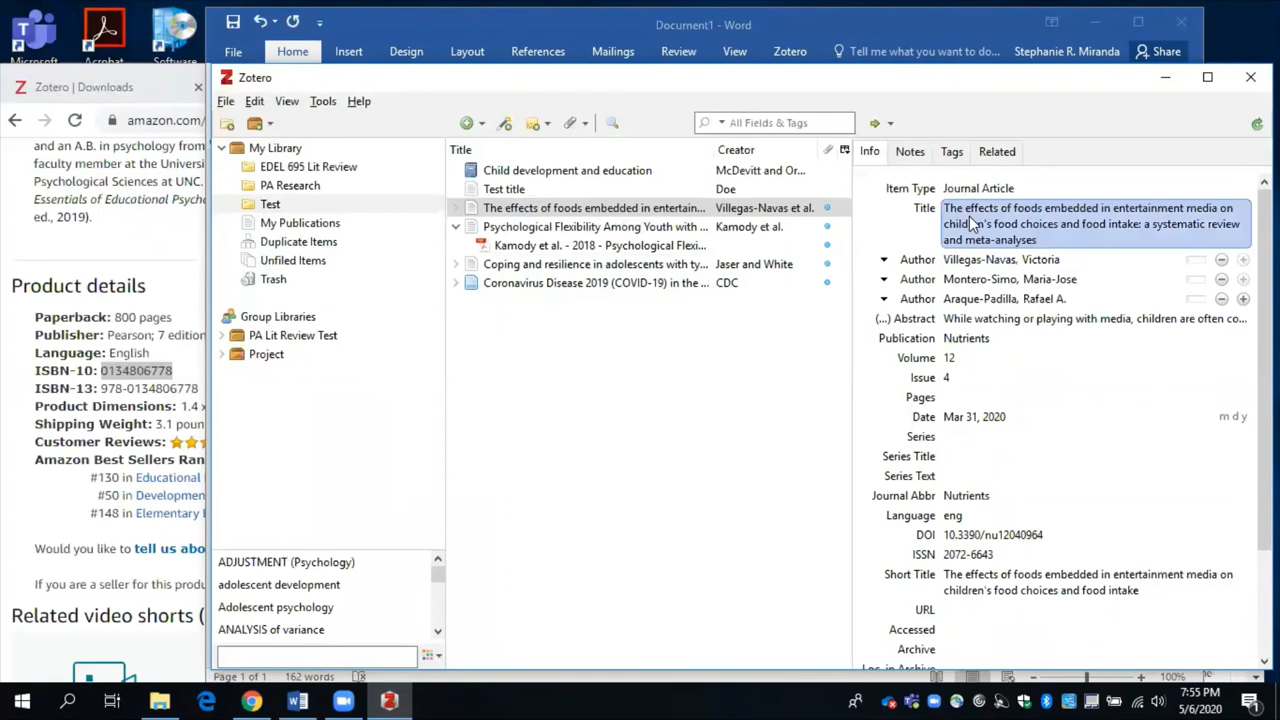 Document1 - Word
File
Home
Insert
Design
Layout
References
Mailings
Review
View
Zotero
Tell me what you want to do...
Stephanie R. Miranda
Share
Microsoft
Acrobat
Software
Zotero | Downloads
amazon.com/
and an A.B. in psychology from
faculty member at the Univers
Psychological Sciences at UNC.
Essentials of Educational Psych
ed., 2019).
Product details
Paperback: 800 pages
Publisher: Pearson; 7 edition
Language: English
ISBN-10: 0134806778
ISBN-13: 978-0134806778
Product Dimensions: 1.4 x
Shipping Weight: 3.1 poun
Customer Reviews:
Amazon Best Sellers Ran
#130 in Educational
#50 in Developmen
#148 in Elementary E
Would you like to tell us abo
If you are a seller for this produ
Related video shorts (
Zotero
File
Edit
View
Tools
Help
All Fields & Tags
My Library
EDEL 695 Lit Review
PA Research
Test
My Publications
Duplicate Items
Unfiled Items
Trash
Group Libraries
PA Lit Review Test
Project
ADJUSTMENT (Psychology)
adolescent development
Adolescent psychology
ANALYSIS of variance
Title Creator
Child development and education McDevitt and Or...
Test title Doe
The effects of foods embedded in entertain... Villegas-Navas et al.
Psychological Flexibility Among Youth with ... Kamody et al.
Kamody et al. - 2018 - Psychological Flexi...
Coping and resilience in adolescents with ty... Jaser and White
Coronavirus Disease 2019 (COVID-19) in the ... CDC
Info
Notes
Tags
Related
Item Type Journal Article
Title The effects of foods embedded in entertainment media on
children's food choices and food intake: a systematic review
and meta-analyses
Author Villegas-Navas, Victoria
Author Montero-Simo, Maria-Jose
Author Araque-Padilla, Rafael A.
(...) Abstract While watching or playing with media, children are often co...
Publication Nutrients
Volume 12
Issue 4
Pages
Date Mar 31, 2020 m d y
Series
Series Title
Series Text
Journal Abbr Nutrients
Language eng
DOI 10.3390/nu12040964
ISSN 2072-6643
Short Title The effects of foods embedded in entertainment media on
children's food choices and food intake
URL
Accessed
Archive
Loc. in Archive
Page 1 of 1
162 words
100%
7:55 PM
5/6/2020
1